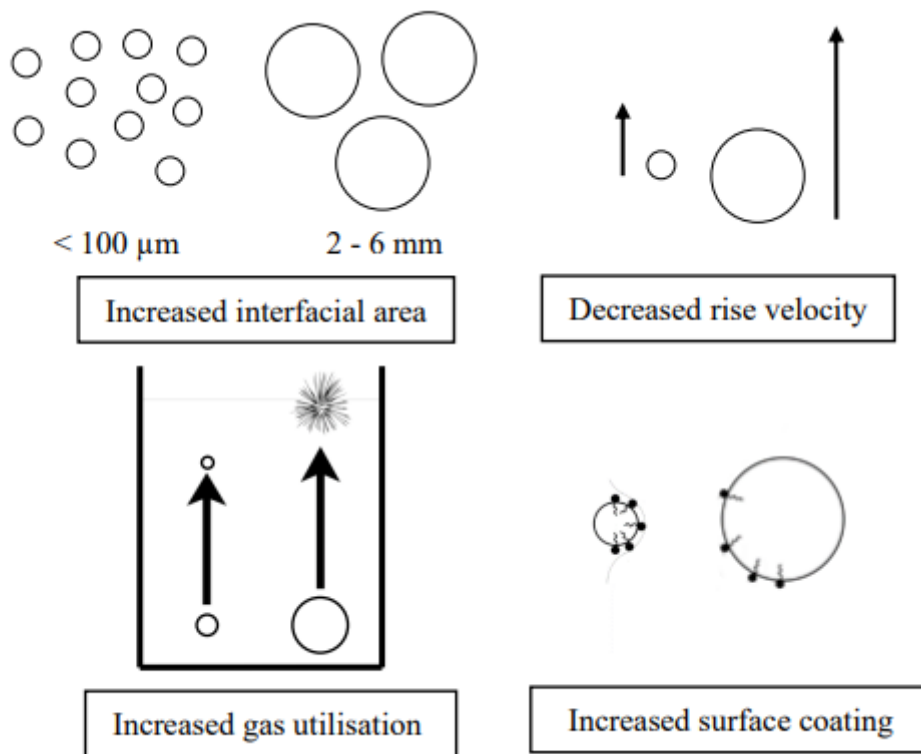 < 100 µm
2 - 6 mm
Increased interfacial area
Decreased rise velocity
Increased gas utilisation
Increased surface coating